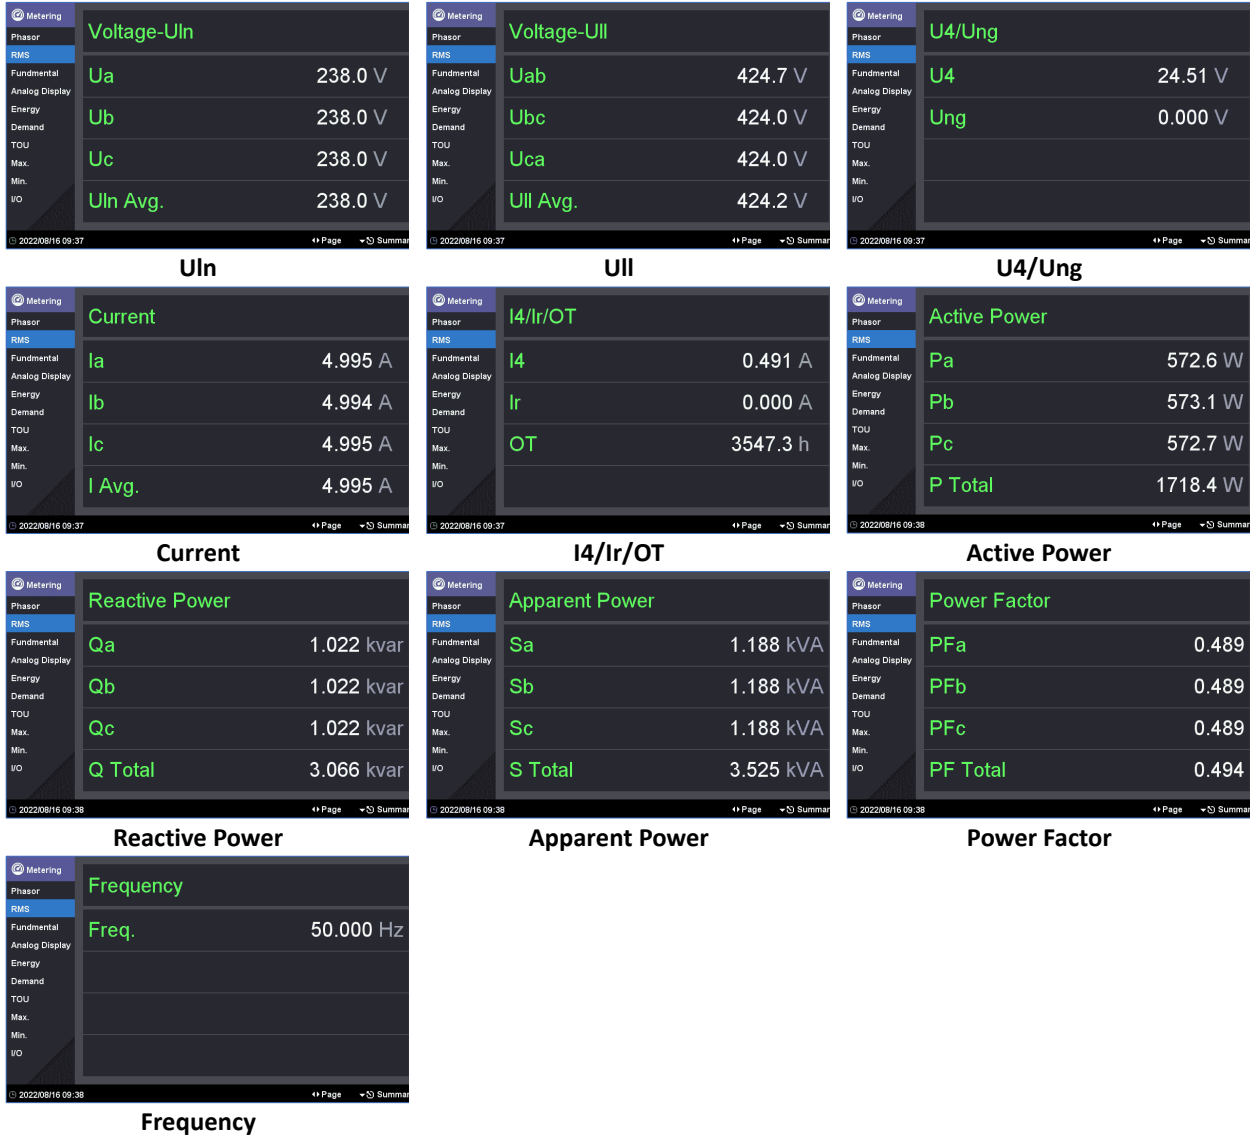 Metering
Phasor
RMS
Fundmental
Analog Display
Energy
Demand
TOU
Max.
Min.
I/O
Voltage-Uln
Ua 238.0 V
Ub 238.0 V
Uc 238.0 V
Uln Avg. 238.0 V
2022/08/16 09:37 Page Summar
Uln
Metering
Phasor
RMS
Fundmental
Analog Display
Energy
Demand
TOU
Max.
Min.
I/O
Voltage-Ull
Uab 424.7 V
Ubc 424.0 V
Uca 424.0 V
Ull Avg. 424.2 V
2022/08/16 09:37 Page Summar
Ull
Metering
Phasor
RMS
Fundmental
Analog Display
Energy
Demand
TOU
Max.
Min.
I/O
U4/Ung
U4 24.51 V
Ung 0.000 V
2022/08/16 09:37 Page Summar
U4/Ung
Metering
Phasor
RMS
Fundmental
Analog Display
Energy
Demand
TOU
Max.
Min.
I/O
Current
Ia 4.995 A
Ib 4.994 A
Ic 4.995 A
I Avg. 4.995 A
2022/08/16 09:37 Page Summar
Current
Metering
Phasor
RMS
Fundmental
Analog Display
Energy
Demand
TOU
Max.
Min.
I/O
I4/Ir/OT
I4 0.491 A
Ir 0.000 A
OT 3547.3 h
2022/08/16 09:37 Page Summar
I4/Ir/OT
Metering
Phasor
RMS
Fundmental
Analog Display
Energy
Demand
TOU
Max.
Min.
I/O
Active Power
Pa 572.6 W
Pb 573.1 W
Pc 572.7 W
P Total 1718.4 W
2022/08/16 09:38 Page Summar
Active Power
Metering
Phasor
RMS
Fundmental
Analog Display
Energy
Demand
TOU
Max.
Min.
I/O
Reactive Power
Qa 1.022 kvar
Qb 1.022 kvar
Qc 1.022 kvar
Q Total 3.066 kvar
2022/08/16 09:38 Page Summar
Reactive Power
Metering
Phasor
RMS
Fundmental
Analog Display
Energy
Demand
TOU
Max.
Min.
I/O
Apparent Power
Sa 1.188 kVA
Sb 1.188 kVA
Sc 1.188 kVA
S Total 3.525 kVA
2022/08/16 09:38 Page Summar
Apparent Power
Metering
Phasor
RMS
Fundmental
Analog Display
Energy
Demand
TOU
Max.
Min.
I/O
Power Factor
PFa 0.489
PFb 0.489
PFc 0.489
PF Total 0.494
2022/08/16 09:38 Page Summar
Power Factor
Metering
Phasor
RMS
Fundmental
Analog Display
Energy
Demand
TOU
Max.
Min.
I/O
Frequency
Freq. 50.000 Hz
2022/08/16 09:38 Page Summar
Frequency